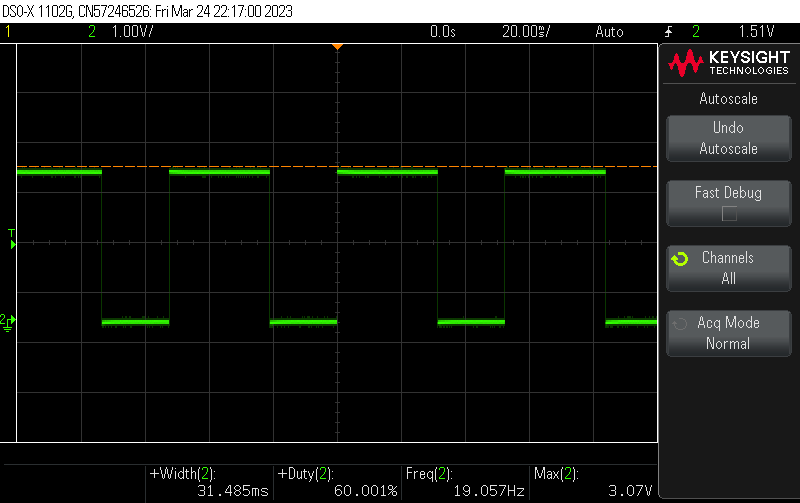 DSO-X 1102G, CN57246526: Fri Mar 24 22:17:00 2023
1 2 1.00V/ 0.0s 20.00ms/ Auto 2 1.51V
KEYSIGHT
TECHNOLOGIES
Autoscale
Undo
Autoscale
Fast Debug
Channels
All
Acq Mode
Normal
T
2
+Width(2): +Duty(2): Freq(2): Max(2):
31.485ms 60.001% 19.057Hz 3.07V